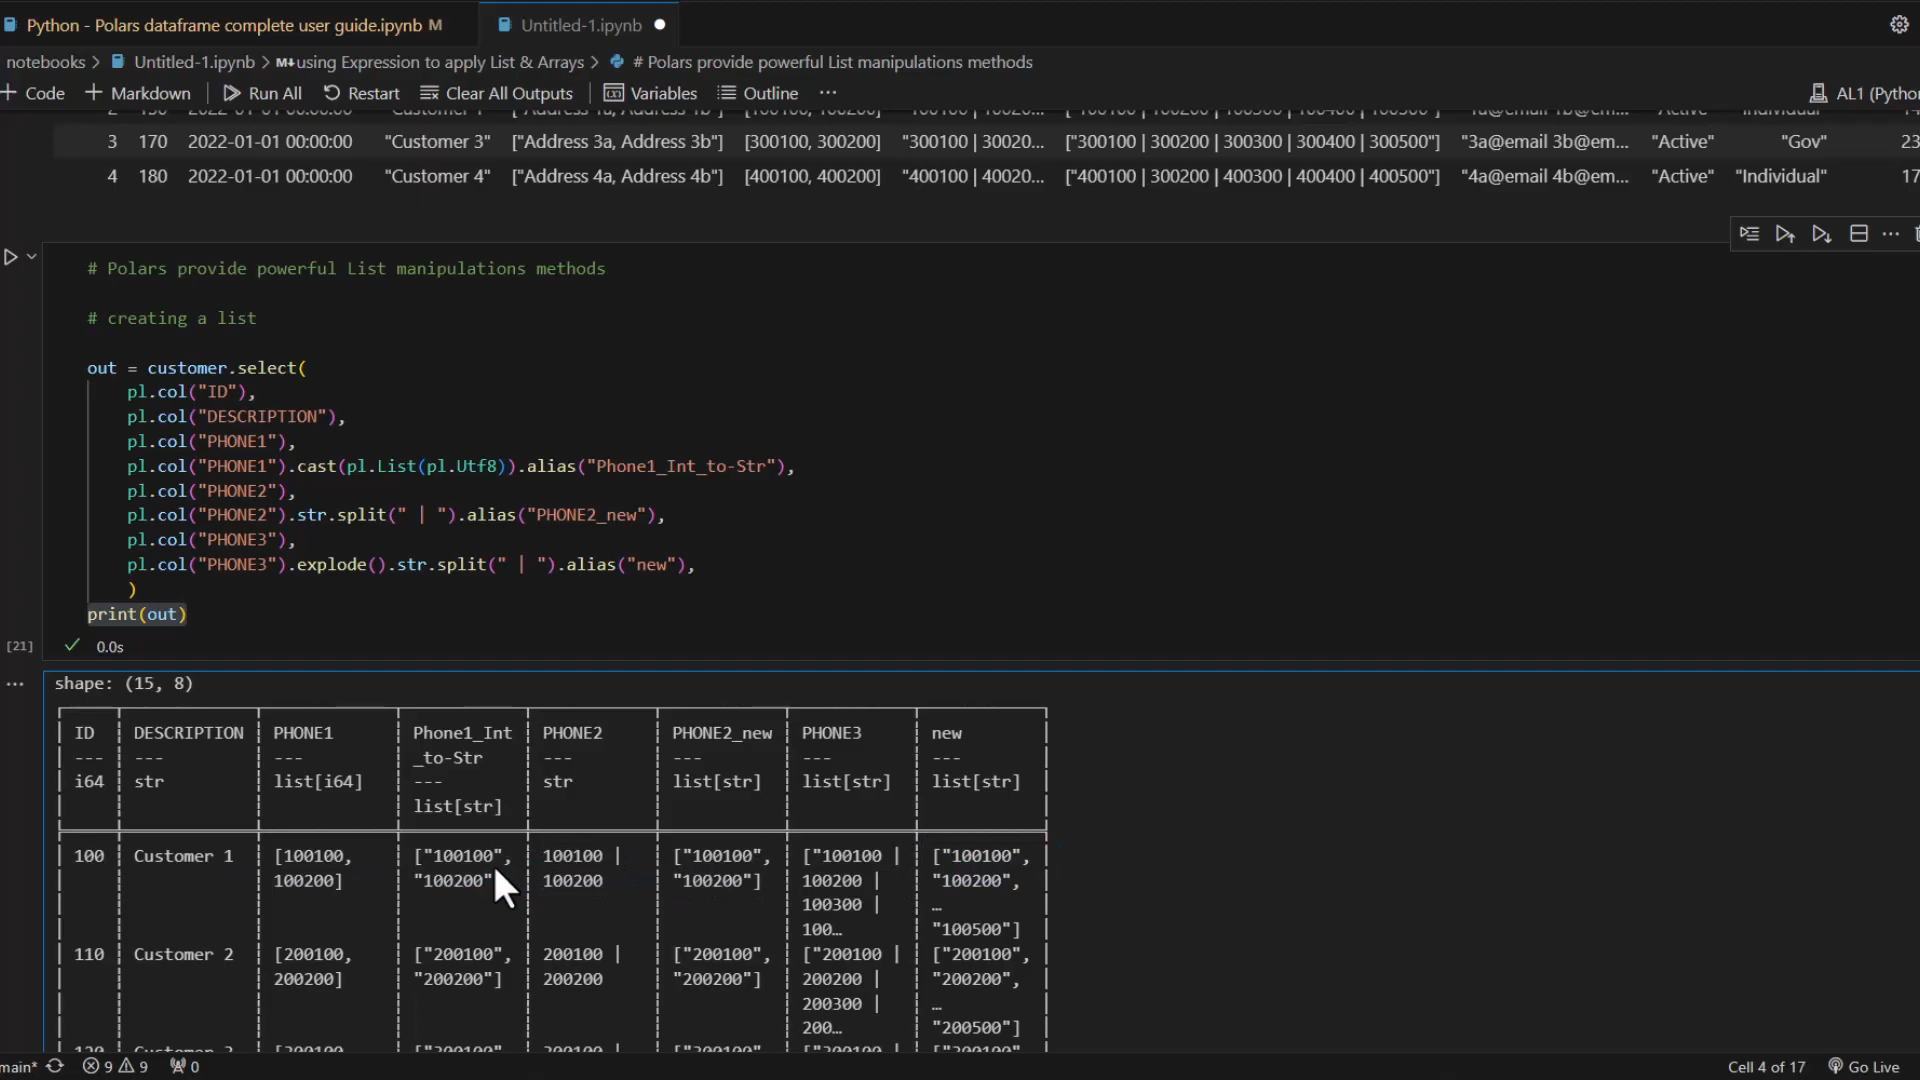 Python - Polars dataframe complete user guide.ipynb M
Untitled-1.ipynb
notebooks > Untitled-1.ipynb > M↓using Expression to apply List & Arrays > # Polars provide powerful List manipulations methods
+ Code + Markdown Run All Restart Clear All Outputs Variables Outline ···
3 170 2022-01-01 00:00:00 "Customer 3" ["Address 3a, Address 3b"] [300100, 300200] "300100 | 30020... ["300100 | 300200 | 300300 | 300400 | 300500"] "3a@email 3b@em... "Active" "Gov" 23
4 180 2022-01-01 00:00:00 "Customer 4" ["Address 4a, Address 4b"] [400100, 400200] "400100 | 40020... ["400100 | 300200 | 400300 | 400400 | 400500"] "4a@email 4b@em... "Active" "Individual" 17
# Polars provide powerful List manipulations methods
# creating a list
out = customer.select(
pl.col("ID"),
pl.col("DESCRIPTION"),
pl.col("PHONE1"),
pl.col("PHONE1").cast(pl.List(pl.Utf8)).alias("Phone1_Int_to-Str"),
pl.col("PHONE2"),
pl.col("PHONE2").str.split(" | ").alias("PHONE2_new"),
pl.col("PHONE3"),
pl.col("PHONE3").explode().str.split(" | ").alias("new"),
)
print(out)
[21] 0.0s
shape: (15, 8)
ID DESCRIPTION PHONE1 Phone1_Int PHONE2 PHONE2_new PHONE3 new
--- --- --- _to-Str --- --- --- ---
i64 str list[i64] --- str list[str] list[str] list[str]
list[str]
100 Customer 1 [100100, ["100100", 100100 | ["100100", ["100100 | ["100100",
100200] "100200" 100200 "100200"] 100200 | "100200",
100300 | …
100… "100500"]
110 Customer 2 [200100, ["200100", 200100 | ["200100", ["200100 | ["200100",
200200] "200200"] 200200 "200200"] 200200 | "200200",
200300 | …
200… "200500"]
main* 9 9 0 Cell 4 of 17 Go Live